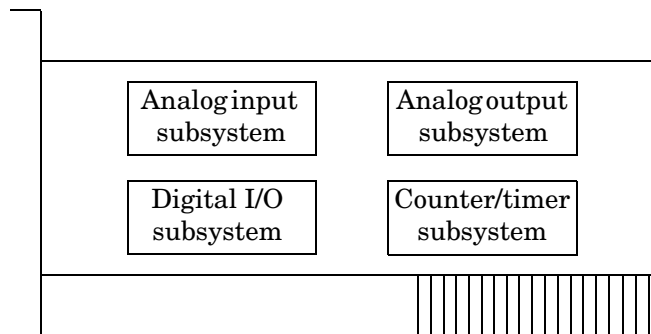 Analog input
subsystem
Analog output
subsystem
Digital I/O
subsystem
Counter/timer
subsystem